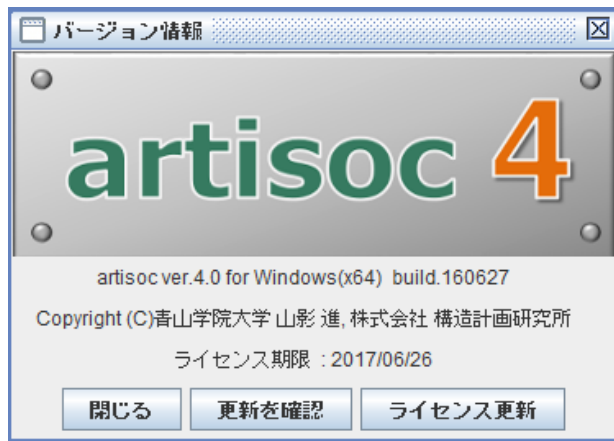 バージョン情報
artisoc 4
artisoc ver.4.0 for Windows(x64) build.160627
Copyright (C)青山学院大学 山影 進, 株式会社 構造計画研究所
ライセンス期限 : 2017/06/26
閉じる 更新を確認 ライセンス更新